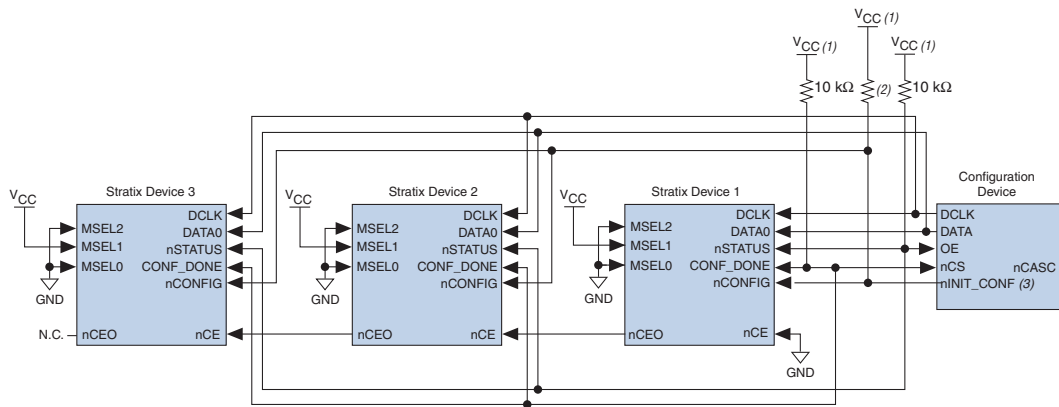 VCC (1)
VCC (1)
VCC (1)
10 kΩ
(2)
10 kΩ
VCC
Stratix Device 3
MSEL2
MSEL1
MSEL0
GND
DCLK
DATA0
nSTATUS
CONF_DONE
nCONFIG
N.C.
nCEO
nCE
VCC
Stratix Device 2
MSEL2
MSEL1
MSEL0
GND
DCLK
DATA0
nSTATUS
CONF_DONE
nCONFIG
nCEO
nCE
VCC
Stratix Device 1
MSEL2
MSEL1
MSEL0
GND
DCLK
DATA0
nSTATUS
CONF_DONE
nCONFIG
nCEO
nCE
GND
Configuration
Device
DCLK
DATA
OE
nCS
nCASC
nINIT_CONF (3)